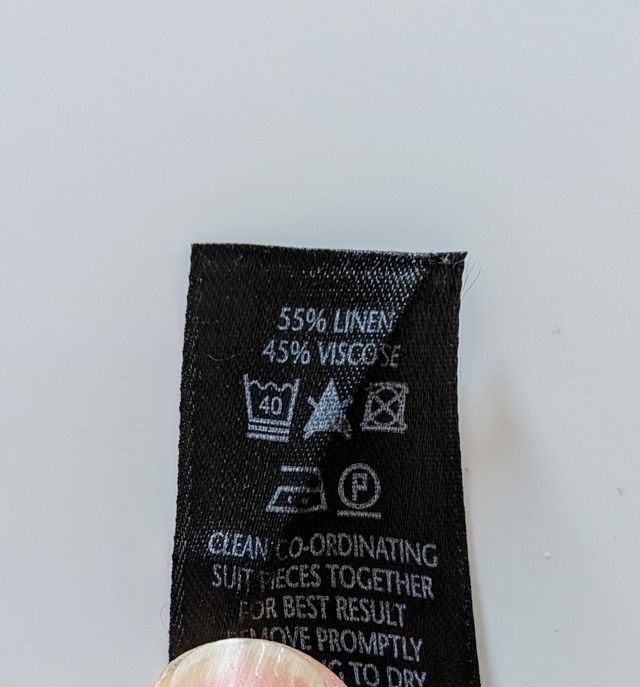 55% LINEN
45% VISCOSE
40
P
CLEAN CO-ORDINATING
SUIT PIECES TOGETHER
FOR BEST RESULT
PROMPTLY
TO DRY